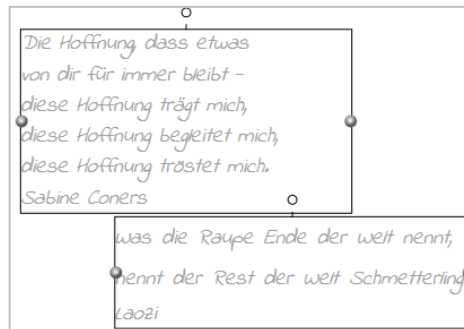 Die Hoffnung, dass etwas
von dir für immer bleibt -
diese Hoffnung trägt mich,
diese Hoffnung begleitet mich,
diese Hoffnung tröstet mich.
Sabine Coners
was die Raupe Ende der welt nennt,
nennt der Rest der welt Schmetterling
Laozi